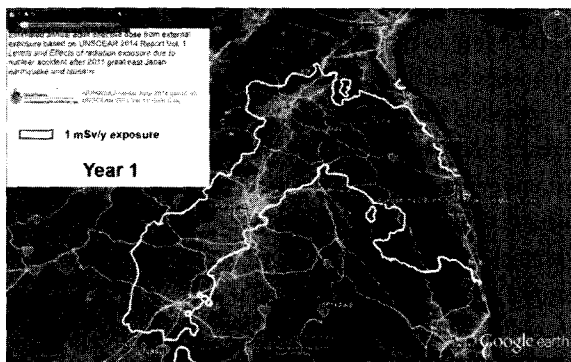 Estimated annual adult effective dose from external
exposure based on UNSCEAR 2014 Report Vol. 1
Levels and Effects of radiation exposure due to
nuclear accident after 2011 great east Japan
earthquake and tsunami
1 mSv/y exposure
Year 1
Google earth